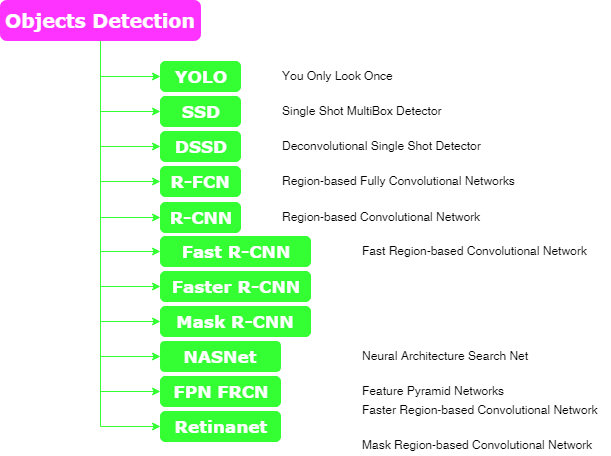 Objects Detection
YOLO You Only Look Once
SSD Single Shot MultiBox Detector
DSSD Deconvolutional Single Shot Detector
R-FCN Region-based Fully Convolutional Networks
R-CNN Region-based Convolutional Network
Fast R-CNN Fast Region-based Convolutional Network
Faster R-CNN
Mask R-CNN
NASNet Neural Architecture Search Net
FPN FRCN Feature Pyramid Networks
Faster Region-based Convolutional Network
Retinanet
Mask Region-based Convolutional Network